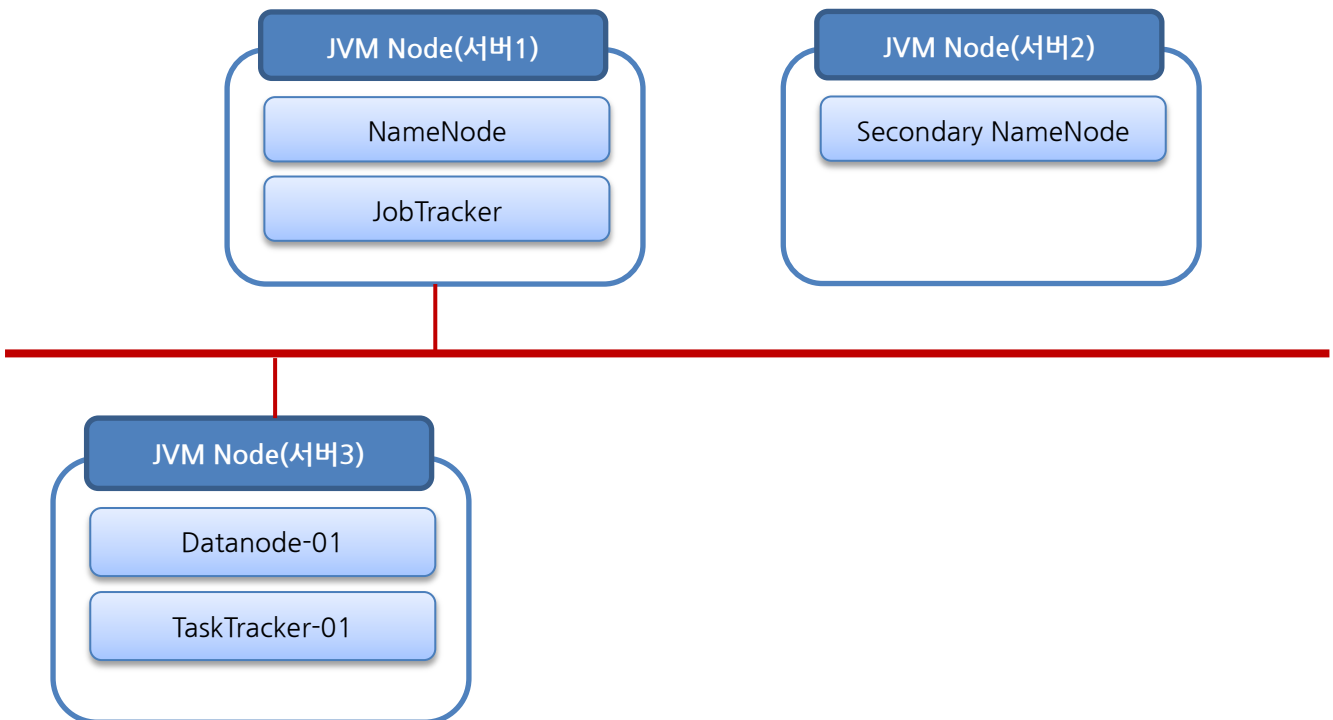 JVM Node(서버1)
NameNode
JobTracker
JVM Node(서버2)
Secondary NameNode
JVM Node(서버3)
Datanode-01
TaskTracker-01